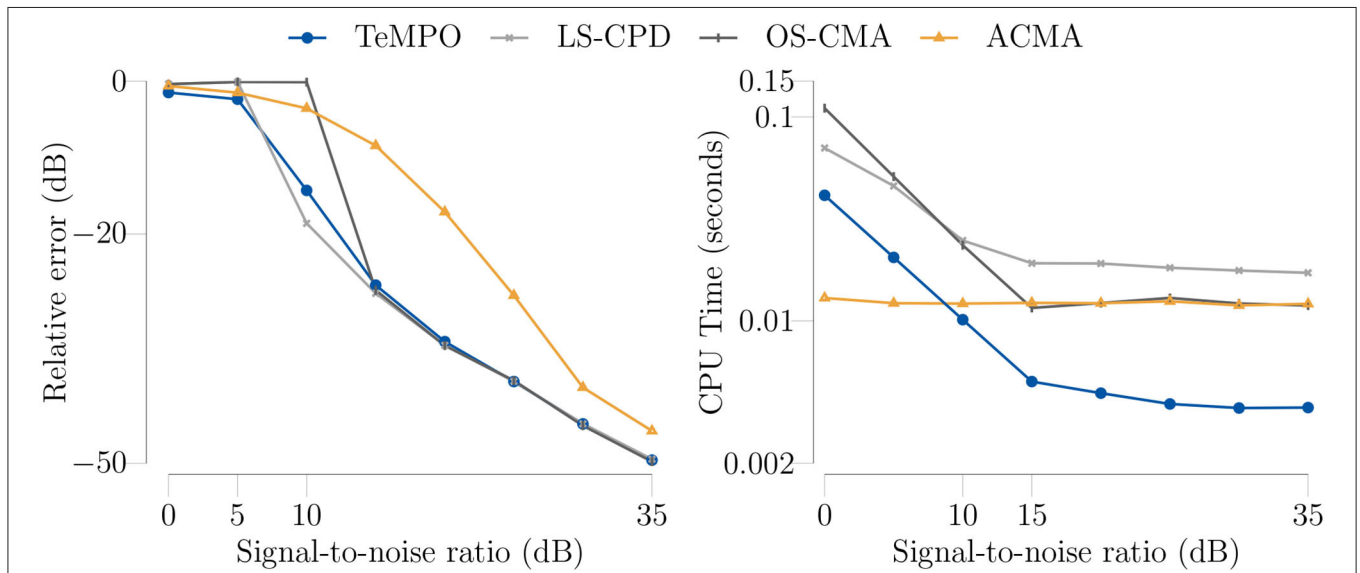 TeMPO LS-CPD OS-CMA ACMA
Relative error (dB)
0
−20
−50
0 5 10 35
Signal-to-noise ratio (dB)
CPU Time (seconds)
0.15
0.1
0.01
0.002
0 10 15 35
Signal-to-noise ratio (dB)